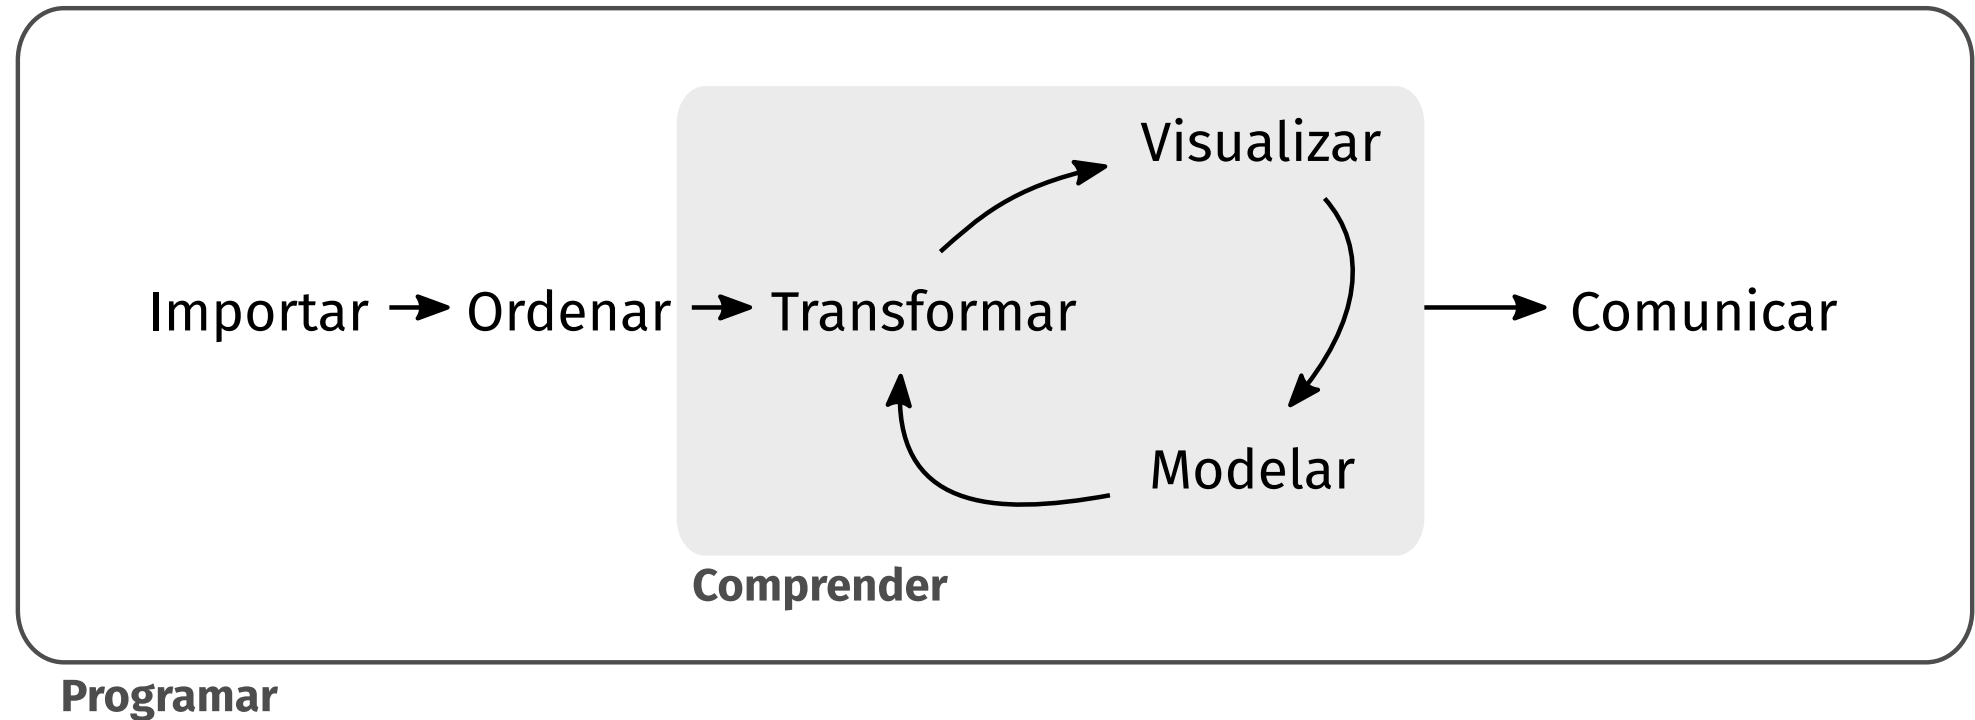 Visualizar
Importar Ordenar Transformar Comunicar
Modelar
Comprender
Programar